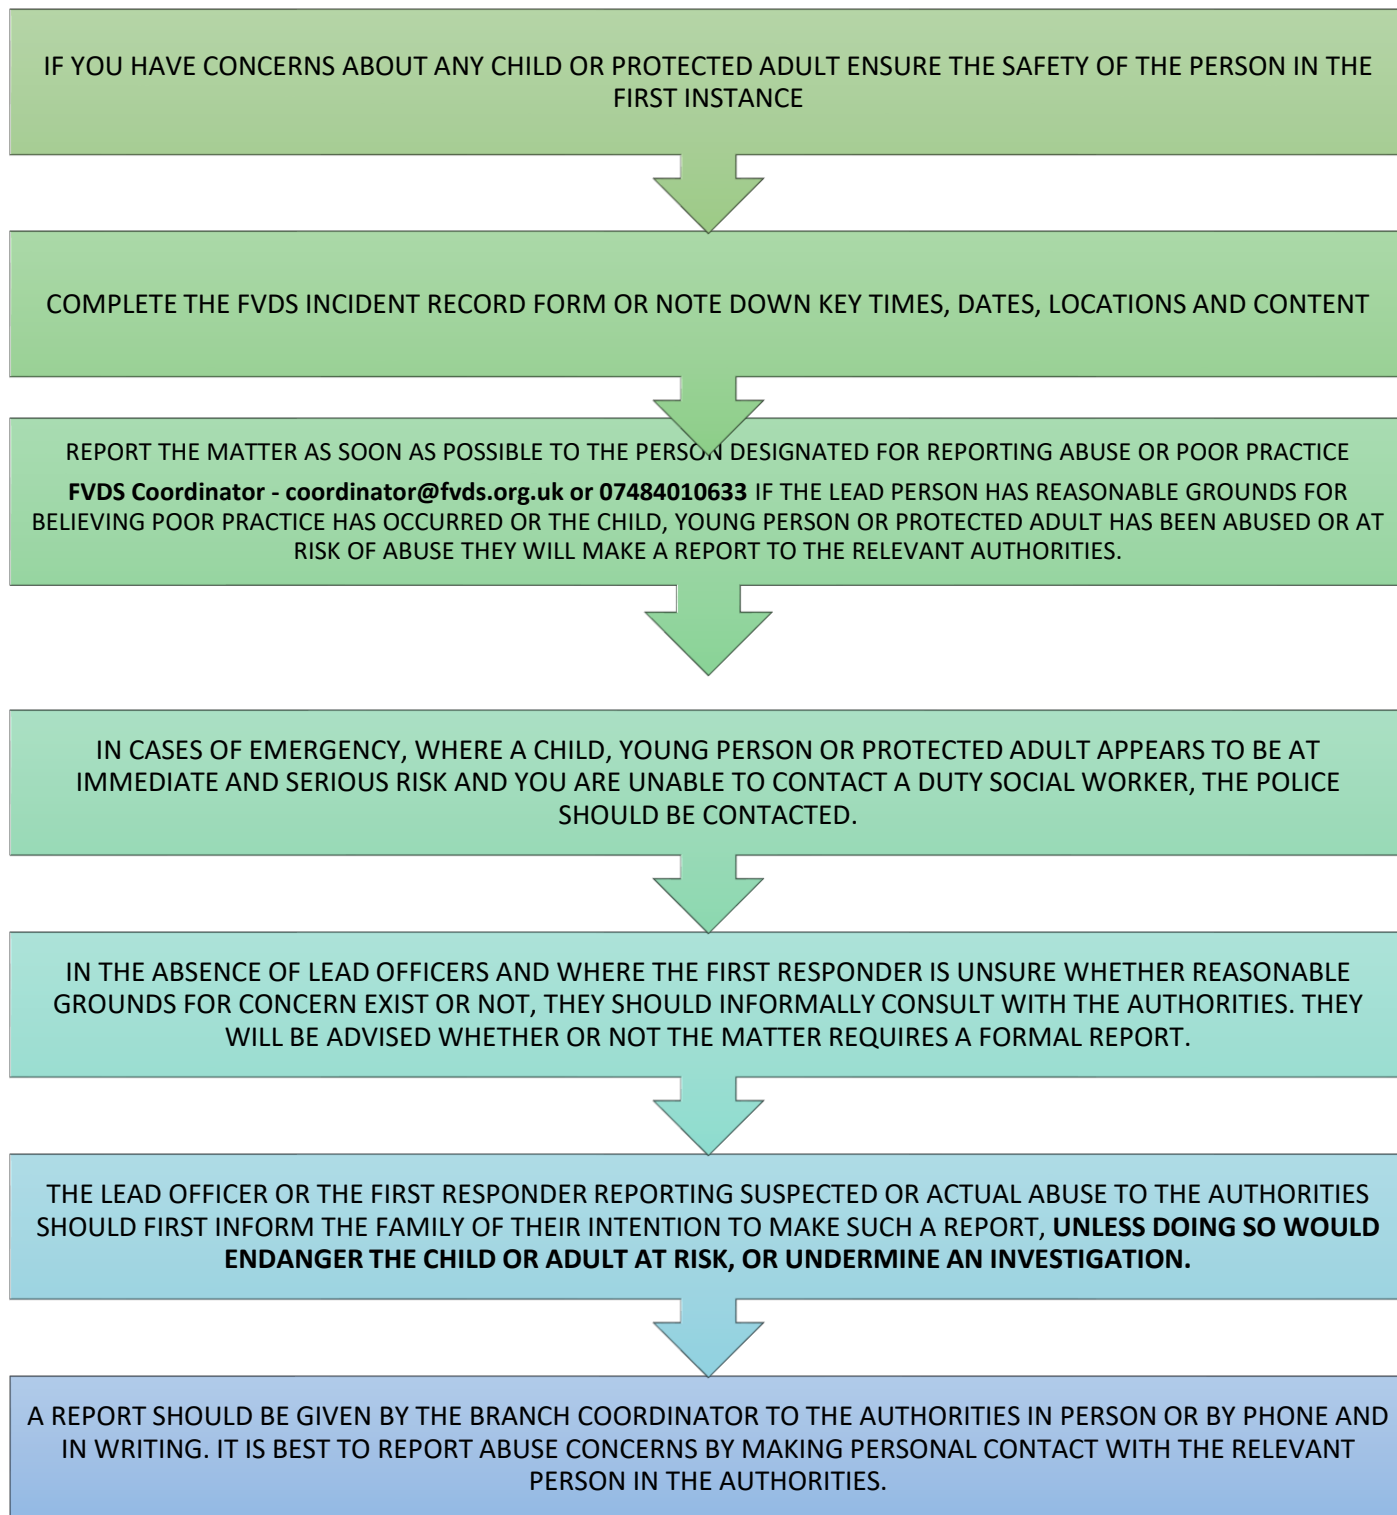 IF YOU HAVE CONCERNS ABOUT ANY CHILD OR PROTECTED ADULT ENSURE THE SAFETY OF THE PERSON IN THE
FIRST INSTANCE
COMPLETE THE FVDS INCIDENT RECORD FORM OR NOTE DOWN KEY TIMES, DATES, LOCATIONS AND CONTENT
REPORT THE MATTER AS SOON AS POSSIBLE TO THE PERSON DESIGNATED FOR REPORTING ABUSE OR POOR PRACTICE
FVDS Coordinator - coordinator@fvds.org.uk or 07484010633 IF THE LEAD PERSON HAS REASONABLE GROUNDS FOR
BELIEVING POOR PRACTICE HAS OCCURRED OR THE CHILD, YOUNG PERSON OR PROTECTED ADULT HAS BEEN ABUSED OR AT
RISK OF ABUSE THEY WILL MAKE A REPORT TO THE RELEVANT AUTHORITIES.
IN CASES OF EMERGENCY, WHERE A CHILD, YOUNG PERSON OR PROTECTED ADULT APPEARS TO BE AT
IMMEDIATE AND SERIOUS RISK AND YOU ARE UNABLE TO CONTACT A DUTY SOCIAL WORKER, THE POLICE
SHOULD BE CONTACTED.
IN THE ABSENCE OF LEAD OFFICERS AND WHERE THE FIRST RESPONDER IS UNSURE WHETHER REASONABLE
GROUNDS FOR CONCERN EXIST OR NOT, THEY SHOULD INFORMALLY CONSULT WITH THE AUTHORITIES. THEY
WILL BE ADVISED WHETHER OR NOT THE MATTER REQUIRES A FORMAL REPORT.
THE LEAD OFFICER OR THE FIRST RESPONDER REPORTING SUSPECTED OR ACTUAL ABUSE TO THE AUTHORITIES
SHOULD FIRST INFORM THE FAMILY OF THEIR INTENTION TO MAKE SUCH A REPORT, UNLESS DOING SO WOULD
ENDANGER THE CHILD OR ADULT AT RISK, OR UNDERMINE AN INVESTIGATION.
A REPORT SHOULD BE GIVEN BY THE BRANCH COORDINATOR TO THE AUTHORITIES IN PERSON OR BY PHONE AND
IN WRITING. IT IS BEST TO REPORT ABUSE CONCERNS BY MAKING PERSONAL CONTACT WITH THE RELEVANT
PERSON IN THE AUTHORITIES.